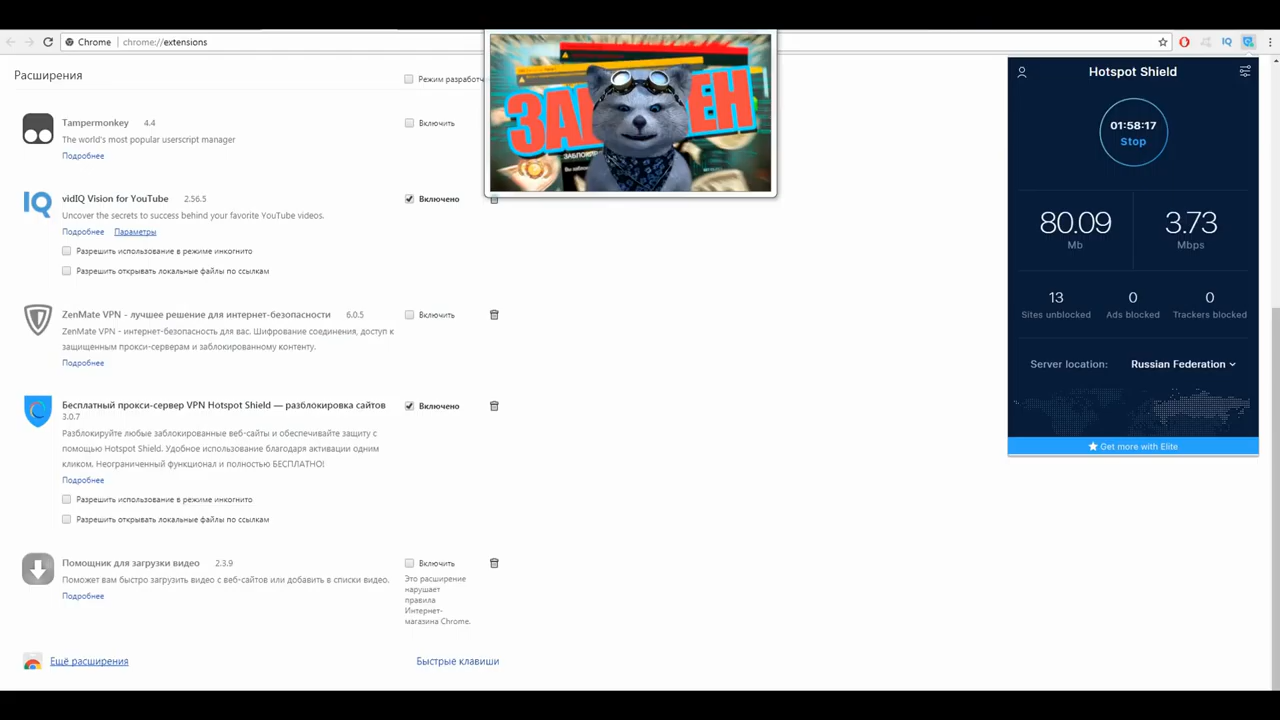 Chrome chrome://extensions
IQ
Расширения
Режим разработч
Tampermonkey 4.4
Включить
The world's most popular userscript manager
Подробнее
IQ
vidIQ Vision for YouTube 2.56.5
Включено
Uncover the secrets to success behind your favorite YouTube videos.
Подробнее Параметры
Разрешить использование в режиме инкогнито
Разрешить открывать локальные файлы по ссылкам
ZenMate VPN - лучшее решение для интернет-безопасности 6.0.5
Включить
ZenMate VPN - интернет-безопасность для вас. Шифрование соединения, доступ к
защищенным прокси-серверам и заблокированному контенту.
Подробнее
Бесплатный прокси-сервер VPN Hotspot Shield — разблокировка сайтов
Включено
3.0.7
Разблокируйте любые заблокированные веб-сайты и обеспечивайте защиту с
помощью Hotspot Shield. Удобное использование благодаря активации одним
кликом. Неограниченный функционал и полностью БЕСПЛАТНО!
Подробнее
Разрешить использование в режиме инкогнито
Разрешить открывать локальные файлы по ссылкам
Помощник для загрузки видео 2.3.9
Включить
Поможет вам быстро загрузить видео с веб-сайтов или добавить в списки видео.
Подробнее
Это расширение
нарушает
правила
Интернет-
магазина Chrome.
Ещё расширения
Быстрые клавиши
Hotspot Shield
01:58:17
Stop
80.09 3.73
Mb Mbps
13 0 0
Sites unblocked Ads blocked Trackers blocked
Server location: Russian Federation
Get more with Elite